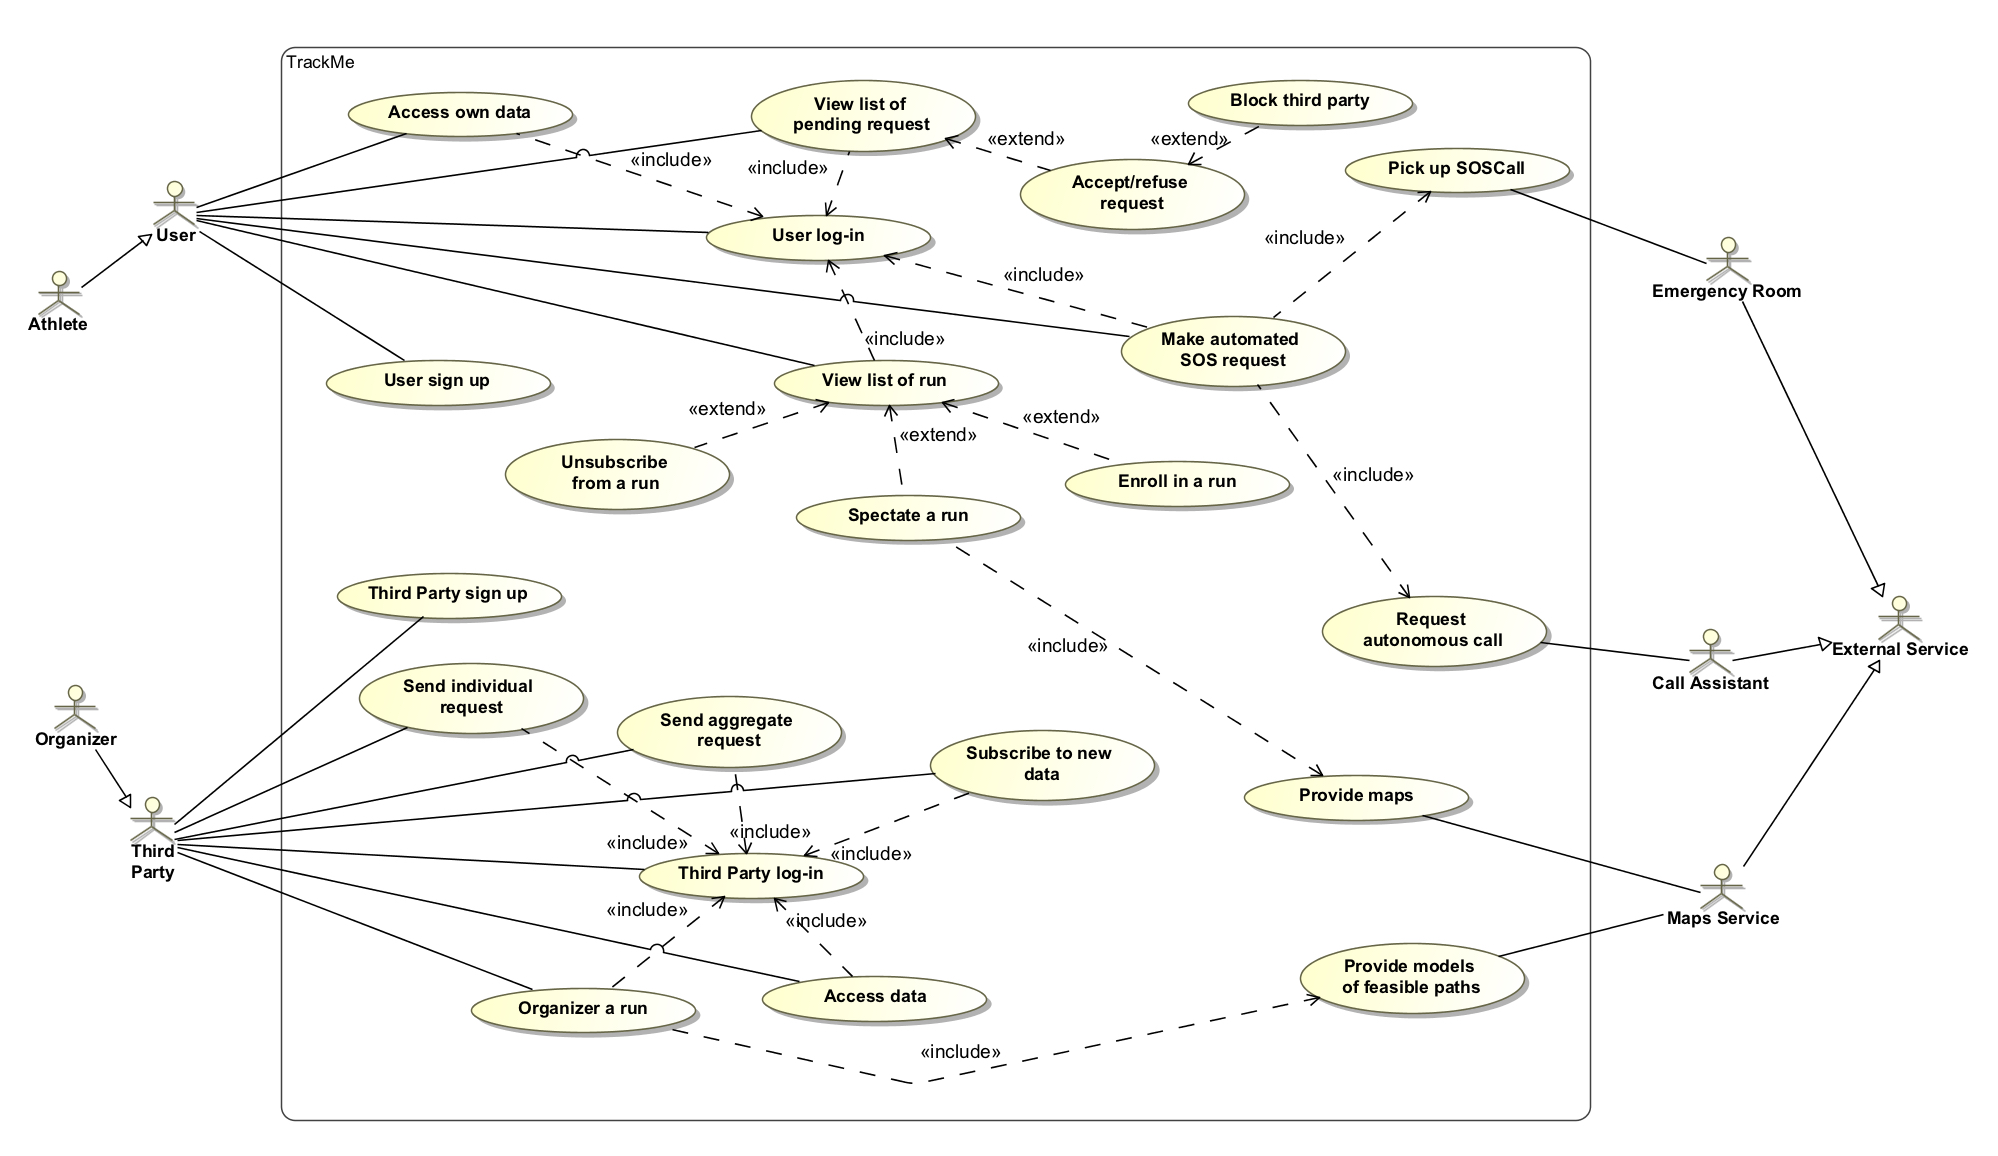 TrackMe
Access own data
View list of
pending request
Block third party
«extend»
«extend»
«include»
«include»
Pick up SOSCall
Accept/refuse
request
User
User log-in
«include»
«include»
Athlete
Emergency Room
«include»
Make automated
SOS request
User sign up
View list of run
«extend»
«extend»
«extend»
Unsubscribe
from a run
Enroll in a run
«include»
Spectate a run
Third Party sign up
Request
autonomous call
External Service
«include»
Call Assistant
Send individual
request
Send aggregate
request
Organizer
Subscribe to new
data
Provide maps
«include»
«include»
«include»
Third
Party
Third Party log-in
«include»
«include»
Maps Service
Provide models
of feasible paths
Access data
Organizer a run
«include»